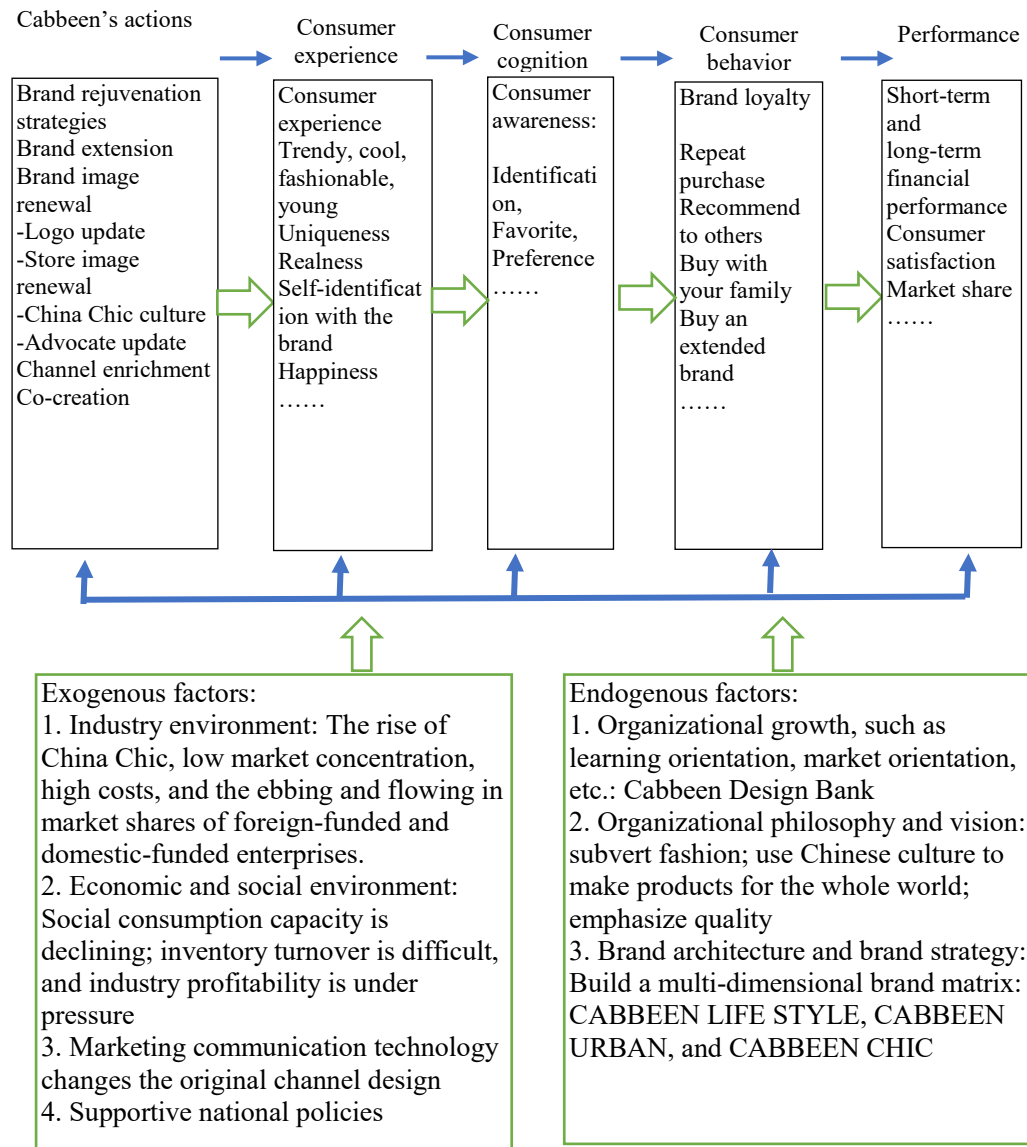 Cabbeen's actions
Consumer
experience
Consumer
cognition
Consumer
behavior
Performance
Brand rejuvenation
strategies
Brand extension
Brand image
renewal
-Logo update
-Store image
renewal
-China Chic culture
-Advocate update
Channel enrichment
Co-creation
Consumer
experience
Trendy, cool,
fashionable,
young
Uniqueness
Realness
Self-identificat
ion with the
brand
Happiness
……
Consumer
awareness:
Identificati
on,
Favorite,
Preference
……
Brand loyalty
Repeat
purchase
Recommend
to others
Buy with
your family
Buy an
extended
brand
……
Short-term
and
long-term
financial
performance
Consumer
satisfaction
Market share
……
Exogenous factors:
1. Industry environment: The rise of
China Chic, low market concentration,
high costs, and the ebbing and flowing in
market shares of foreign-funded and
domestic-funded enterprises.
2. Economic and social environment:
Social consumption capacity is
declining; inventory turnover is difficult,
and industry profitability is under
pressure
3. Marketing communication technology
changes the original channel design
4. Supportive national policies
Endogenous factors:
1. Organizational growth, such as
learning orientation, market orientation,
etc.: Cabbeen Design Bank
2. Organizational philosophy and vision:
subvert fashion; use Chinese culture to
make products for the whole world;
emphasize quality
3. Brand architecture and brand strategy:
Build a multi-dimensional brand matrix:
CABBEEN LIFE STYLE, CABBEEN
URBAN, and CABBEEN CHIC